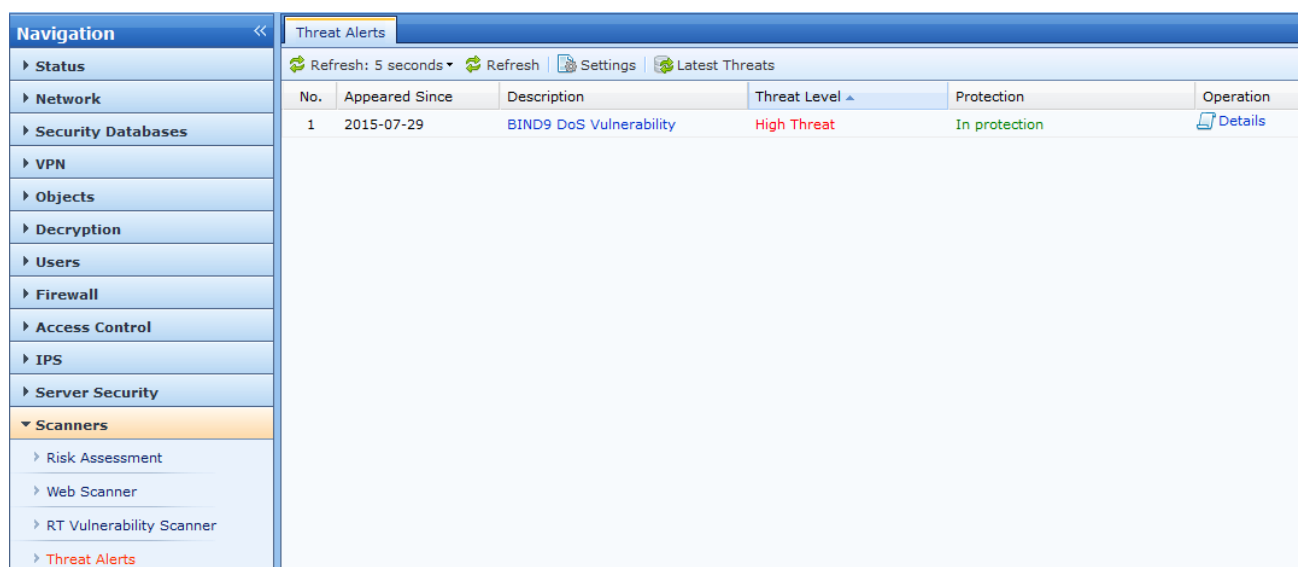 Navigation
Status
Network
Security Databases
VPN
Objects
Decryption
Users
Firewall
Access Control
IPS
Server Security
Scanners
Risk Assessment
Web Scanner
RT Vulnerability Scanner
Threat Alerts
Threat Alerts
Refresh: 5 seconds Refresh Settings Latest Threats
No. Appeared Since Description Threat Level Protection Operation
1 2015-07-29 BIND9 DoS Vulnerability High Threat In protection Details